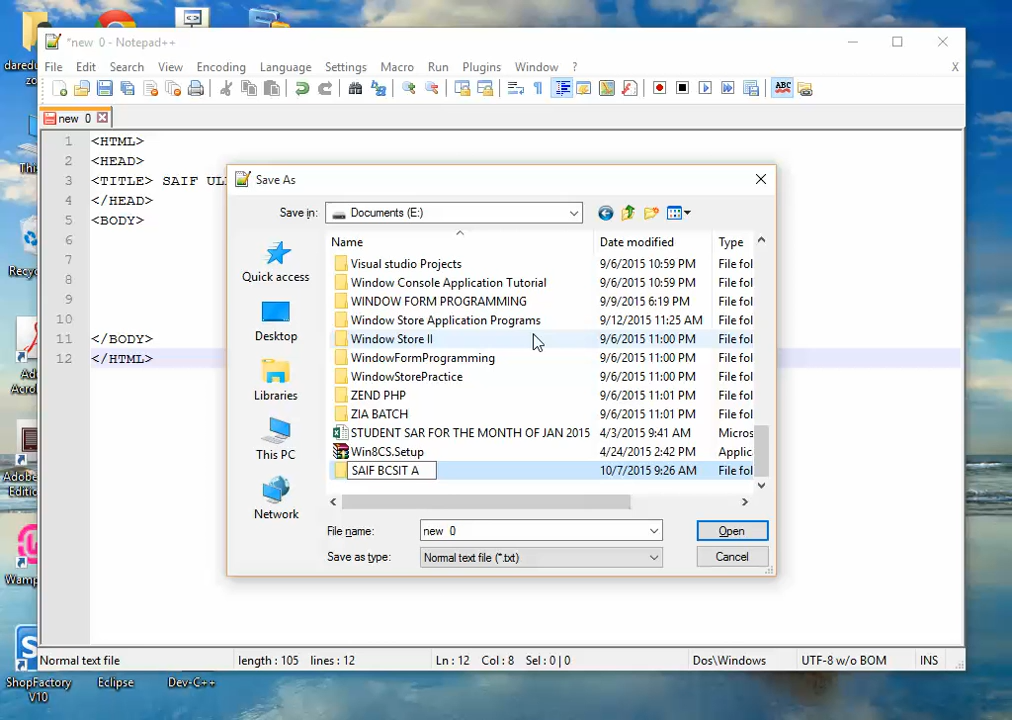 *new 0 - Notepad++
File Edit Search View Encoding Language Settings Macro Run Plugins Window ? X
ABC
new 0
1 <HTML>
2 <HEAD>
3 <TITLE> SAIF
4 </HEAD>
5 <BODY>
6
7
8
9
10
11 </BODY>
12 </HTML>
Save As
Save in: Documents (E:)
Name Date modified Type
Visual studio Projects 9/6/2015 10:59 PM File fol
Window Console Application Tutorial 9/6/2015 10:59 PM File fol
WINDOW FORM PROGRAMMING 9/9/2015 6:19 PM File fol
Window Store Application Programs 9/12/2015 11:25 AM File fol
Window Store II 9/6/2015 11:00 PM File fol
WindowFormProgramming 9/6/2015 11:00 PM File fol
WindowStorePractice 9/6/2015 11:00 PM File fol
ZEND PHP 9/6/2015 11:01 PM File fol
ZIA BATCH 9/6/2015 11:01 PM File fol
STUDENT SAR FOR THE MONTH OF JAN 2015 4/3/2015 9:41 AM Micros
Win8CS.Setup 4/24/2015 2:42 PM Applic
SAIF BCSIT A 10/7/2015 9:26 AM File fol
Quick access
Desktop
Libraries
This PC
Network
File name: new 0 Open
Save as type: Normal text file (*.txt) Cancel
Normal text file length : 105 lines : 12 Ln : 12 Col : 8 Sel : 0 | 0 Dos\Windows UTF-8 w/o BOM INS
ShopFactory V10
Eclipse
Dev-C++